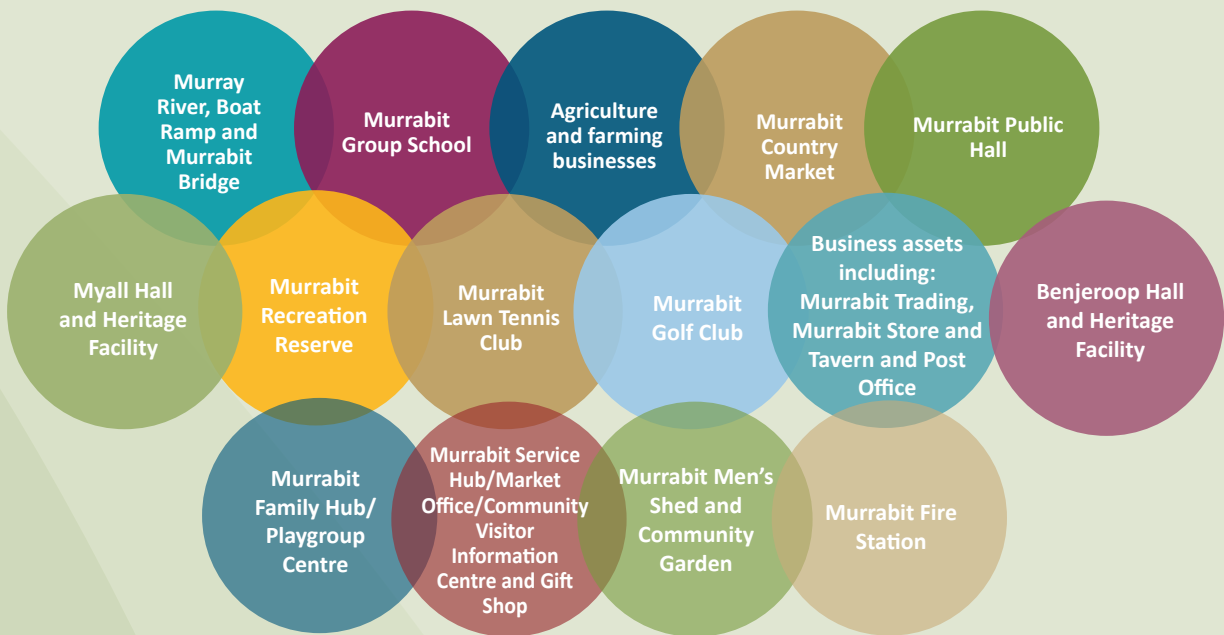 Murray
River, Boat
Ramp and
Murrabit
Bridge
Murrabit
Group School
Agriculture
and farming
businesses
Murrabit
Country
Market
Murrabit Public
Hall
Myall Hall
and Heritage
Facility
Murrabit
Recreation
Reserve
Murrabit
Lawn Tennis
Club
Murrabit
Golf Club
Business assets
including:
Murrabit Trading,
Murrabit Store and
Tavern and Post
Office
Benjeroop Hall
and Heritage
Facility
Murrabit
Family Hub/
Playgroup
Centre
Murrabit Service
Hub/Market
Office/Community
Visitor
Information
Centre and Gift
Shop
Murrabit Men’s
Shed and
Community
Garden
Murrabit Fire
Station